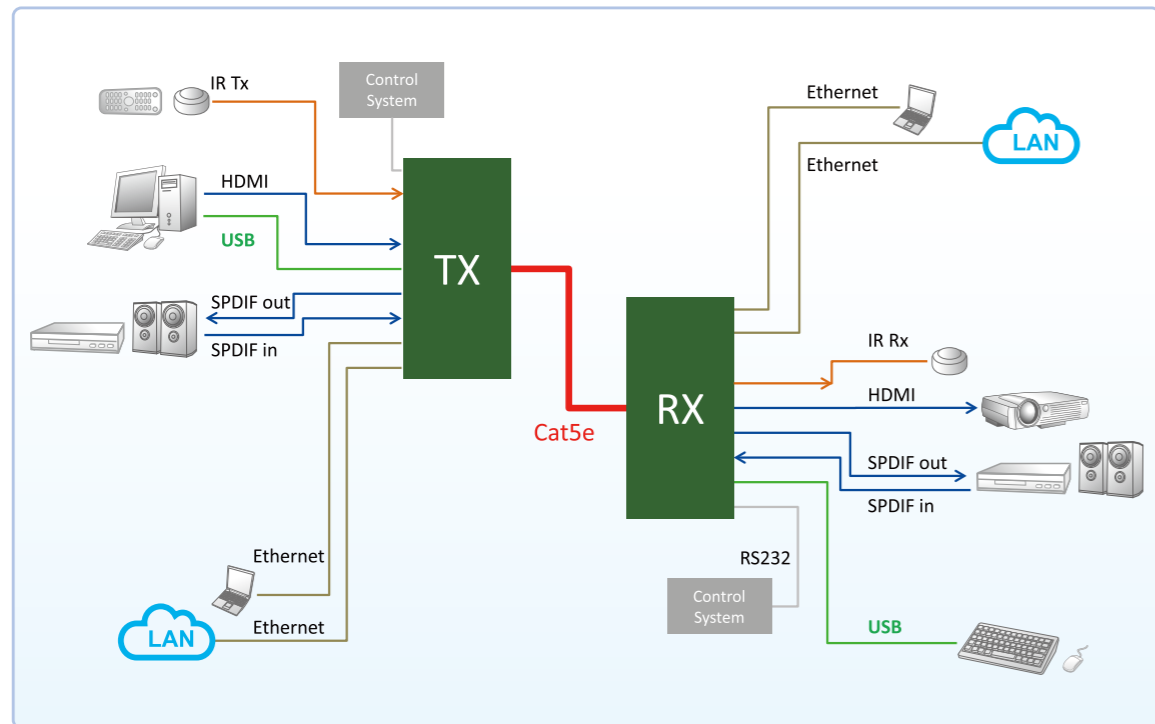 IR Tx
Control
System
HDMI
USB
TX
SPDIF out
SPDIF in
Ethernet
LAN
Ethernet
Cat5e
Ethernet
LAN
Ethernet
RX
IR Rx
HDMI
SPDIF out
SPDIF in
RS232
Control
System
USB